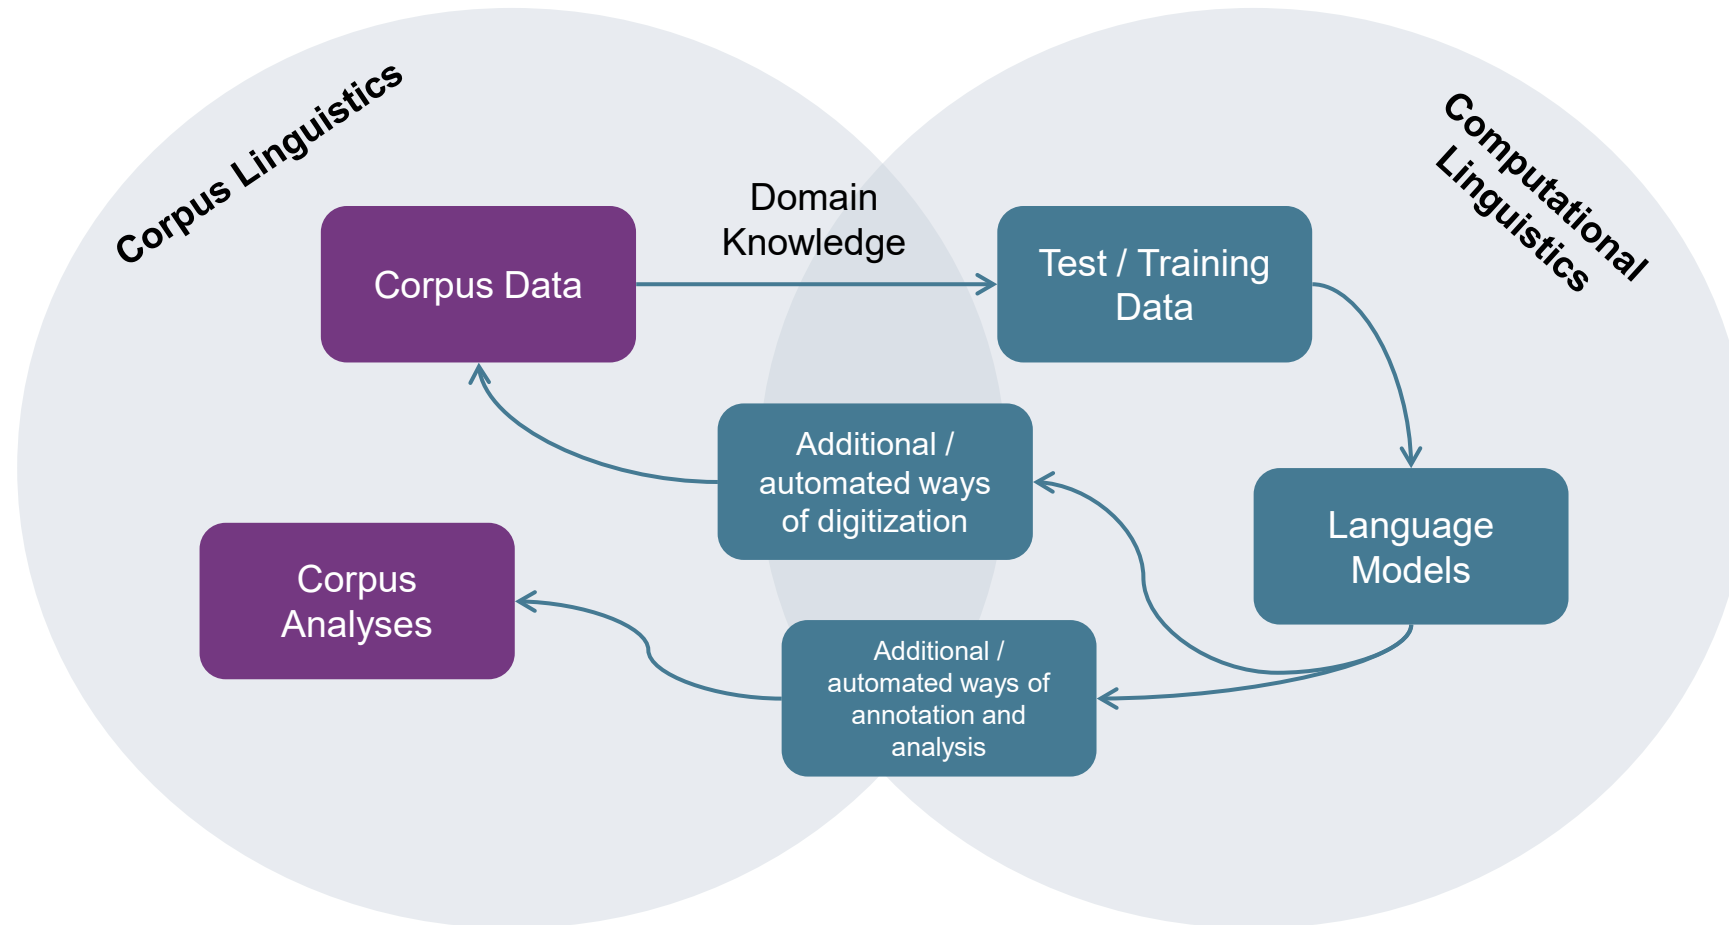 Corpus Linguistics
Computational
Linguistics
Domain
Knowledge
Corpus Data
Test / Training
Data
Additional /
automated ways
of digitization
Language
Models
Corpus
Analyses
Additional /
automated ways of
annotation and
analysis